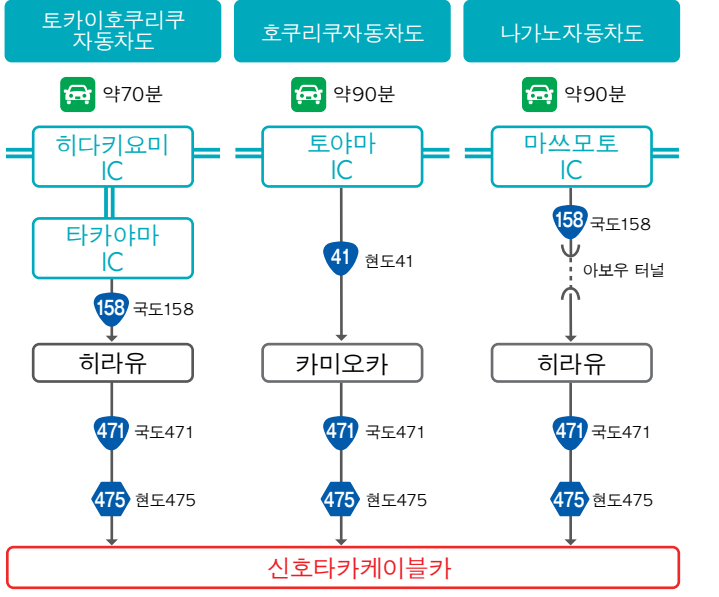 토카이호쿠리쿠
자동차도
약70분
히다키요미
IC
타카야마
IC
158 국도158
히라유
471 국도471
475 현도475
호쿠리쿠자동차도
약90분
토야마
IC
41 현도41
카미오카
471 국도471
475 현도475
나가노자동차도
약90분
마쓰모토
IC
158 국도158
아보우 터널
히라유
471 국도471
475 현도475
신호타카케이블카